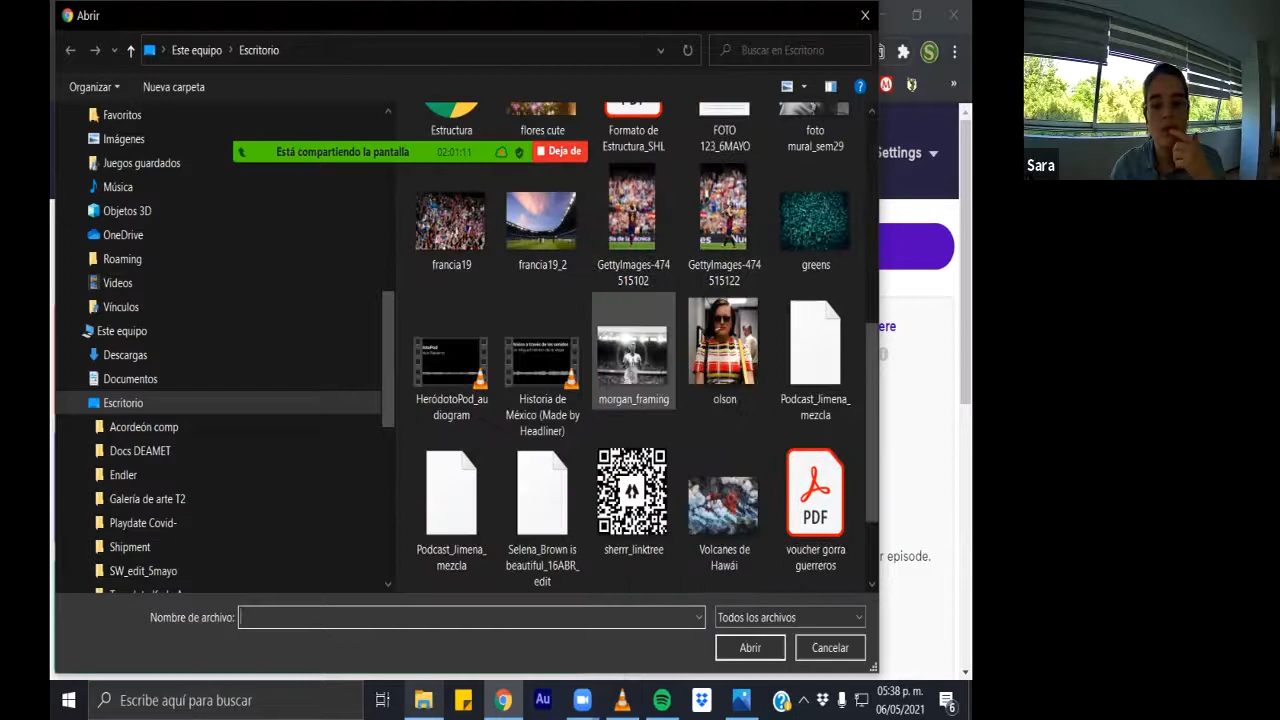 Abrir
Este equipo
Escritorio
Buscar en Escritorio
Organizar
Nueva carpeta
Favoritos
Imágenes
Juegos guardados
Música
Objetos 3D
OneDrive
Roaming
Videos
Vínculos
Este equipo
Descargas
Documentos
Escritorio
Acordeón comp
Docs DEAMET
Endler
Galería de arte T2
Playdate Covid-
Shipment
SW_edit_5mayo
Estructura
flores cute
Formato de
Estructura_SHL
FOTO
123_6MAYO
foto
mural_sem29
Está compartiendo la pantalla
02:01:11
Deja de
francia19
francia19_2
GettyImages-474
515102
GettyImages-474
515122
greens
HeródotoPod_au
diogram
Historia de
México (Made by
Headliner)
morgan_framing
olson
Podcast_Jimena_
mezcla
Podcast_Jimena_
mezcla
Selena_Brown is
beautiful_16ABR_
edit
sherrr_linktree
Volcanes de
Hawái
PDF
voucher gorra
guerreros
Nombre de archivo:
Todos los archivos
Abrir
Cancelar
Settings
ere
r episode.
Sara
Escribe aquí para buscar
Au
05:38 p. m.
06/05/2021
6